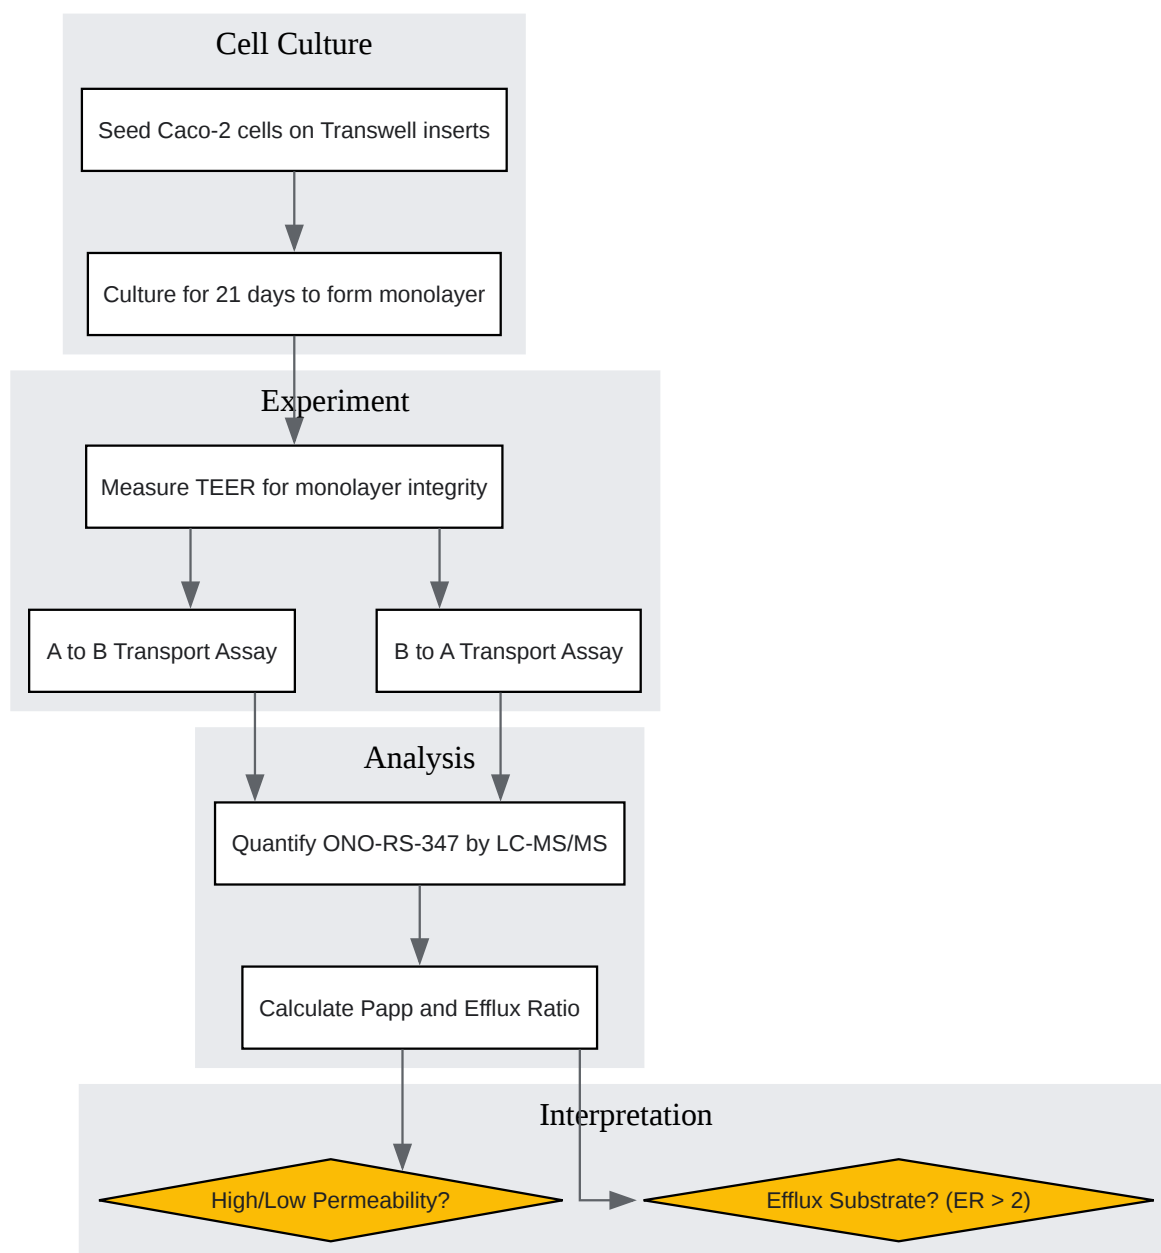 Cell Culture
Seed Caco-2 cells on Transwell inserts
Culture for 21 days to form monolayer
Experiment
Measure TEER for monolayer integrity
A to B Transport Assay
B to A Transport Assay
Analysis
Quantify ONO-RS-347 by LC-MS/MS
Calculate Papp and Efflux Ratio
Interpretation
High/Low Permeability?
Efflux Substrate? (ER > 2)